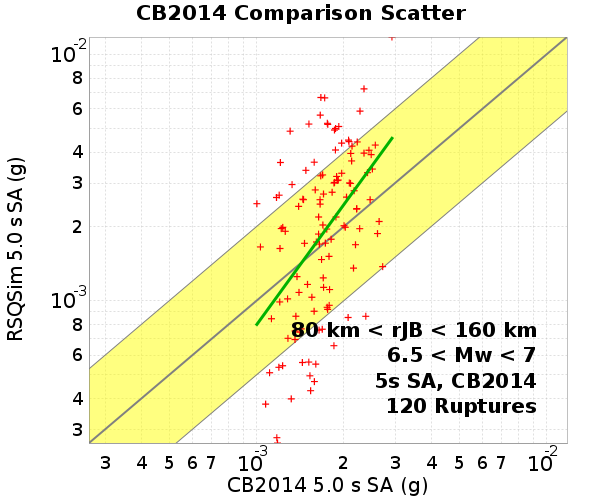 CB2014 Comparison Scatter
RSQSim 5.0 s SA (g)
10-2
8
6
4
3
2
10-3
8
6
4
3
80 km < rJB < 160 km
6.5 < Mw < 7
5s SA, CB2014
120 Ruptures
3 4 5 6 7 10-3 2 3 4 5 6 7 10-2
CB2014 5.0 s SA (g)